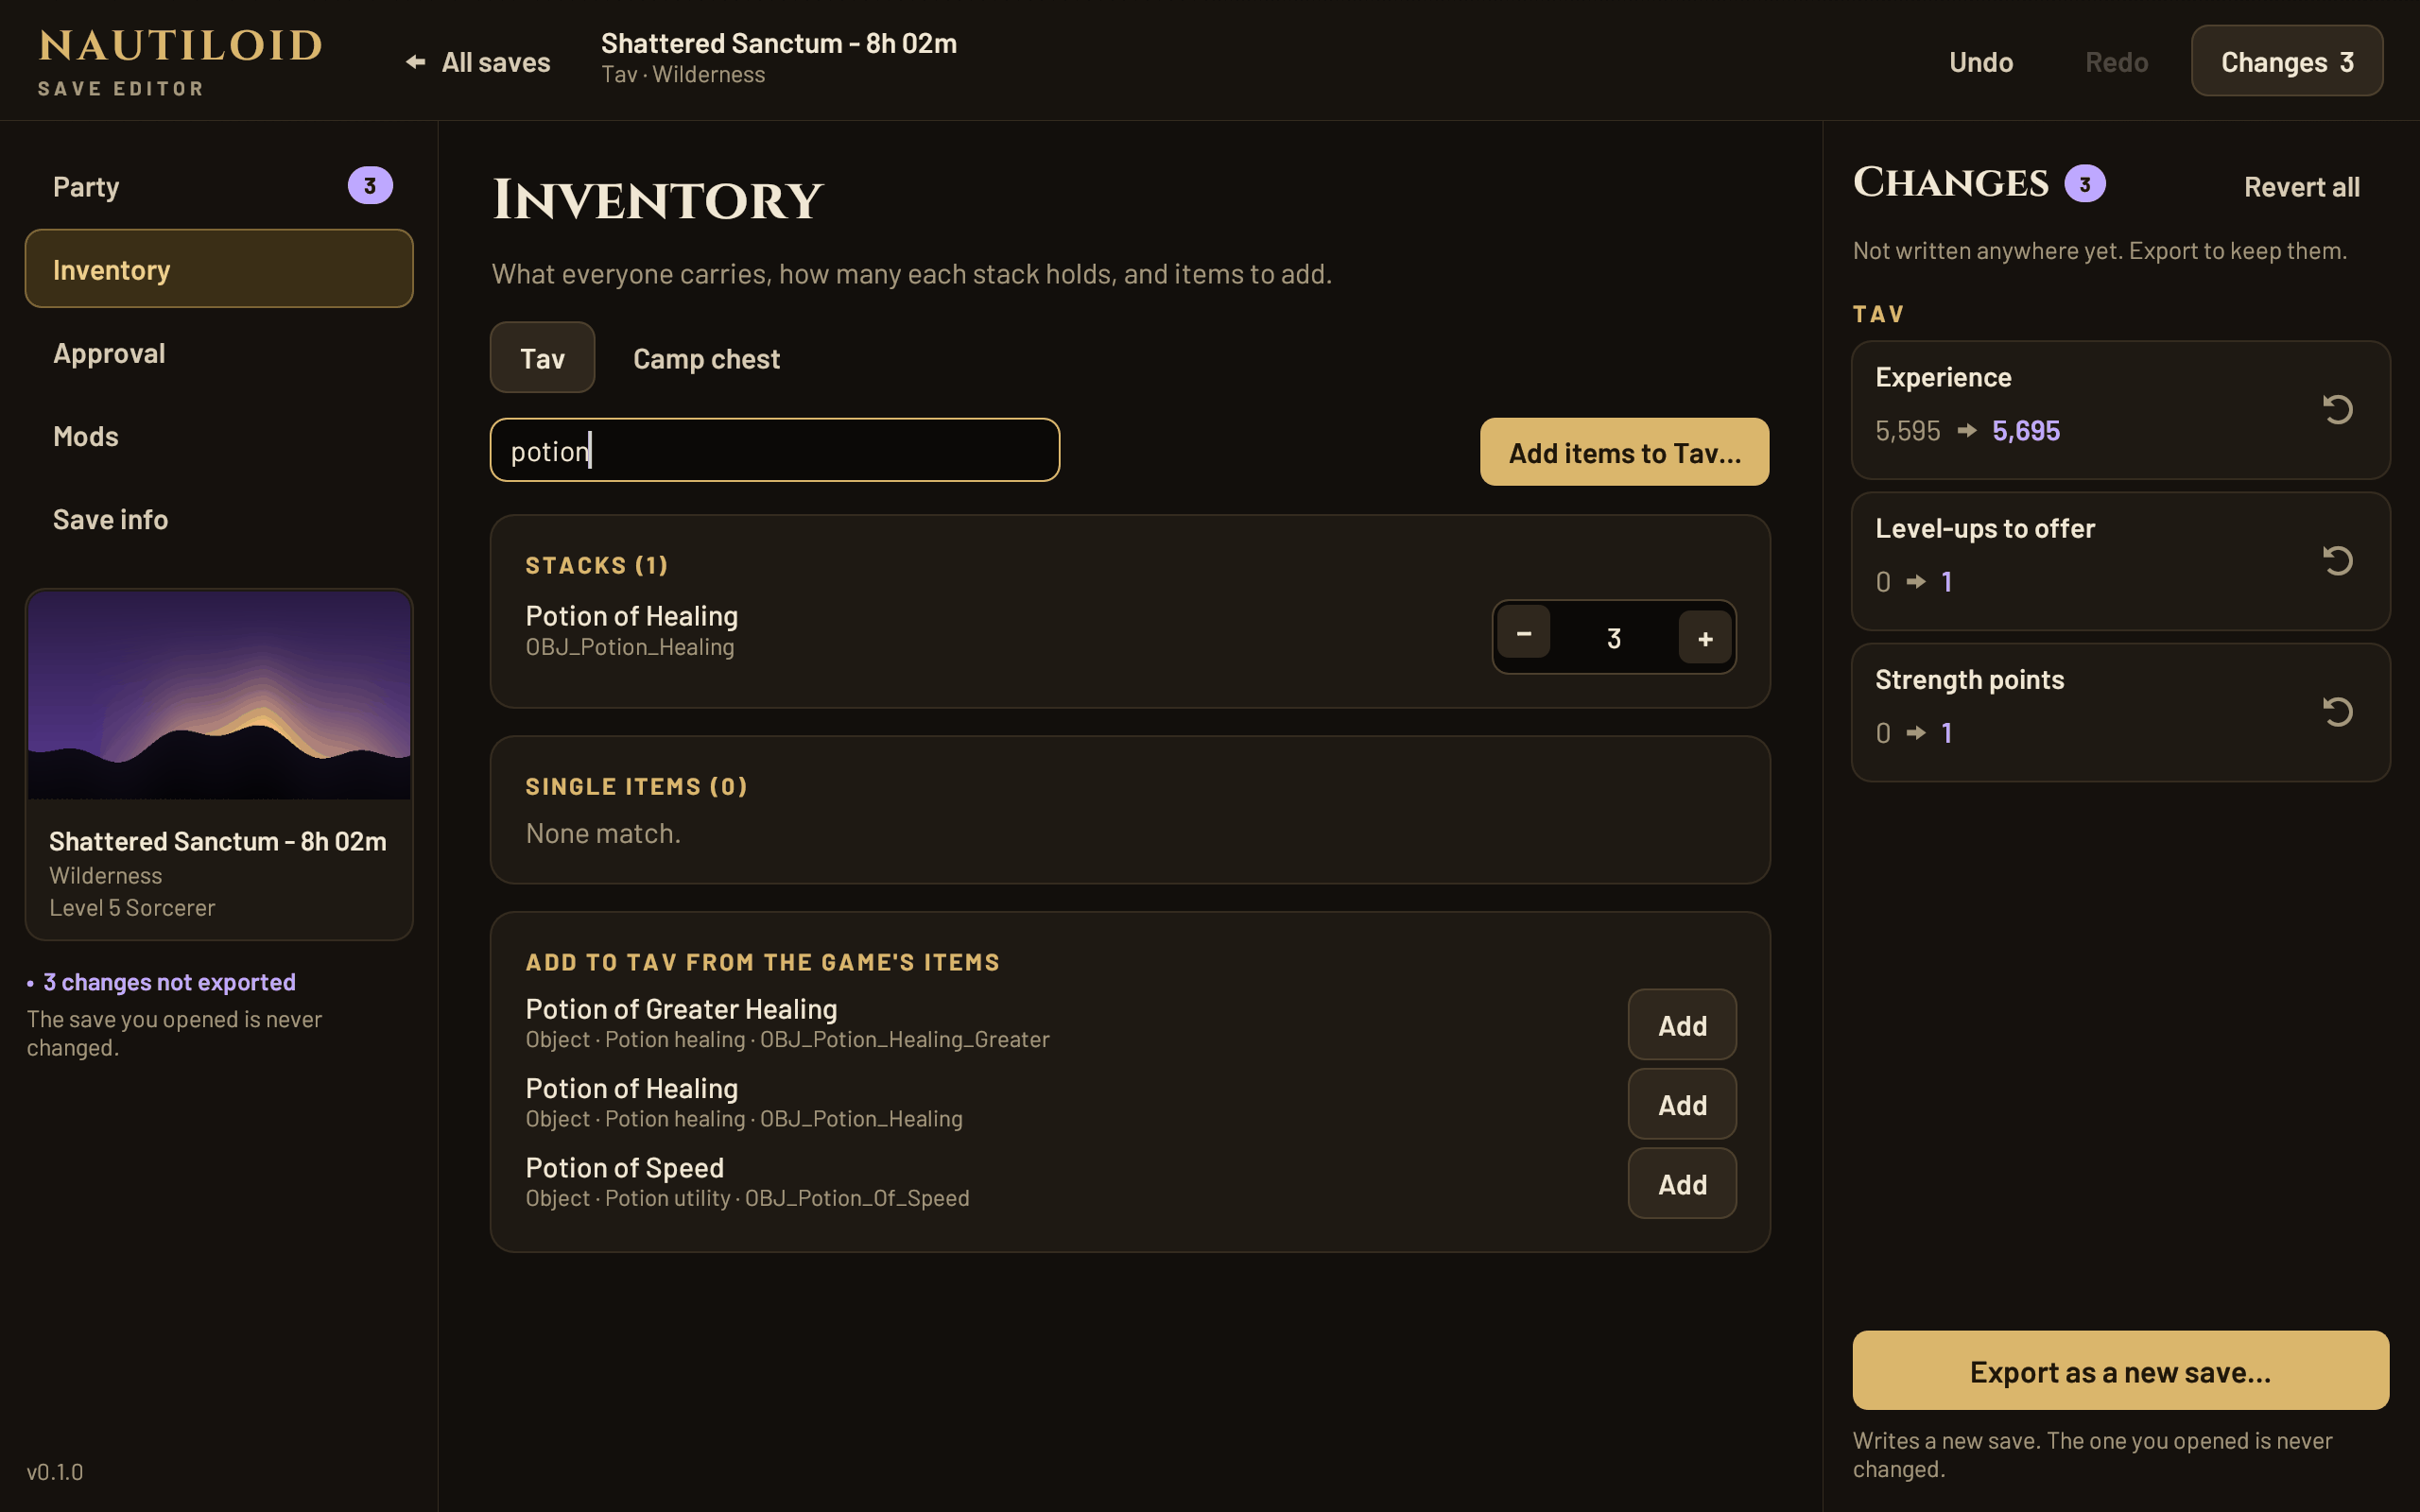 NAUTILOID
SAVE EDITOR
← All saves
Shattered Sanctum - 8h 02m
Tav · Wilderness
Undo
Redo
Changes 3
Party 3
Inventory
Approval
Mods
Save info
Shattered Sanctum - 8h 02m
Wilderness
Level 5 Sorcerer
• 3 changes not exported
The save you opened is never
changed.
v0.1.0
INVENTORY
What everyone carries, how many each stack holds, and items to add.
Tav
Camp chest
potion
Add items to Tav...
STACKS (1)
Potion of Healing
OBJ_Potion_Healing
− 3 +
SINGLE ITEMS (0)
None match.
ADD TO TAV FROM THE GAME'S ITEMS
Potion of Greater Healing
Object · Potion healing · OBJ_Potion_Healing_Greater
Add
Potion of Healing
Object · Potion healing · OBJ_Potion_Healing
Add
Potion of Speed
Object · Potion utility · OBJ_Potion_Of_Speed
Add
CHANGES 3
Revert all
Not written anywhere yet. Export to keep them.
TAV
Experience
5,595 → 5,695
Level-ups to offer
0 → 1
Strength points
0 → 1
Export as a new save...
Writes a new save. The one you opened is never
changed.